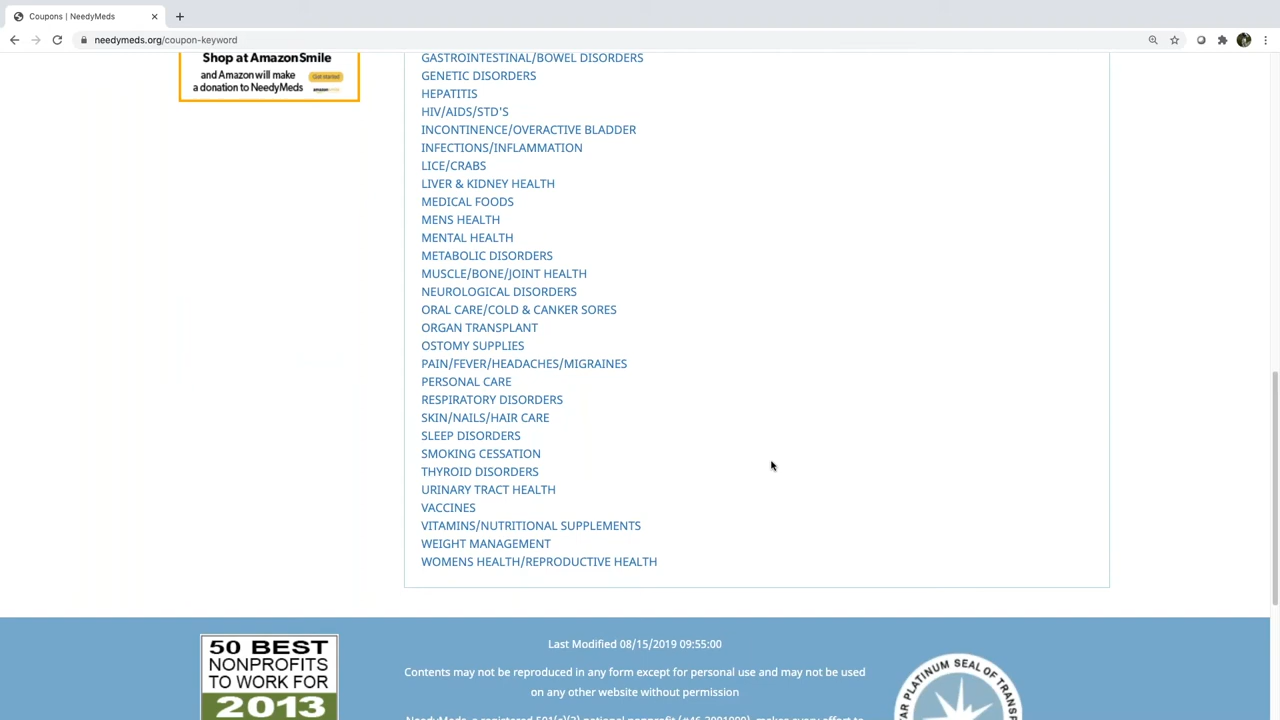 Coupons | NeedyMeds
needymeds.org/coupon-keyword
Shop at AmazonSmile
and Amazon will make
a donation to NeedyMeds
Get started
GASTROINTESTINAL/BOWEL DISORDERS
GENETIC DISORDERS
HEPATITIS
HIV/AIDS/STD'S
INCONTINENCE/OVERACTIVE BLADDER
INFECTIONS/INFLAMMATION
LICE/CRABS
LIVER & KIDNEY HEALTH
MEDICAL FOODS
MENS HEALTH
MENTAL HEALTH
METABOLIC DISORDERS
MUSCLE/BONE/JOINT HEALTH
NEUROLOGICAL DISORDERS
ORAL CARE/COLD & CANKER SORES
ORGAN TRANSPLANT
OSTOMY SUPPLIES
PAIN/FEVER/HEADACHES/MIGRAINES
PERSONAL CARE
RESPIRATORY DISORDERS
SKIN/NAILS/HAIR CARE
SLEEP DISORDERS
SMOKING CESSATION
THYROID DISORDERS
URINARY TRACT HEALTH
VACCINES
VITAMINS/NUTRITIONAL SUPPLEMENTS
WEIGHT MANAGEMENT
WOMENS HEALTH/REPRODUCTIVE HEALTH
50 BEST
NONPROFITS
TO WORK FOR
2013
Last Modified 08/15/2019 09:55:00
Contents may not be reproduced in any form except for personal use and may not be used
on any other website without permission
PLATINUM SEAL OF